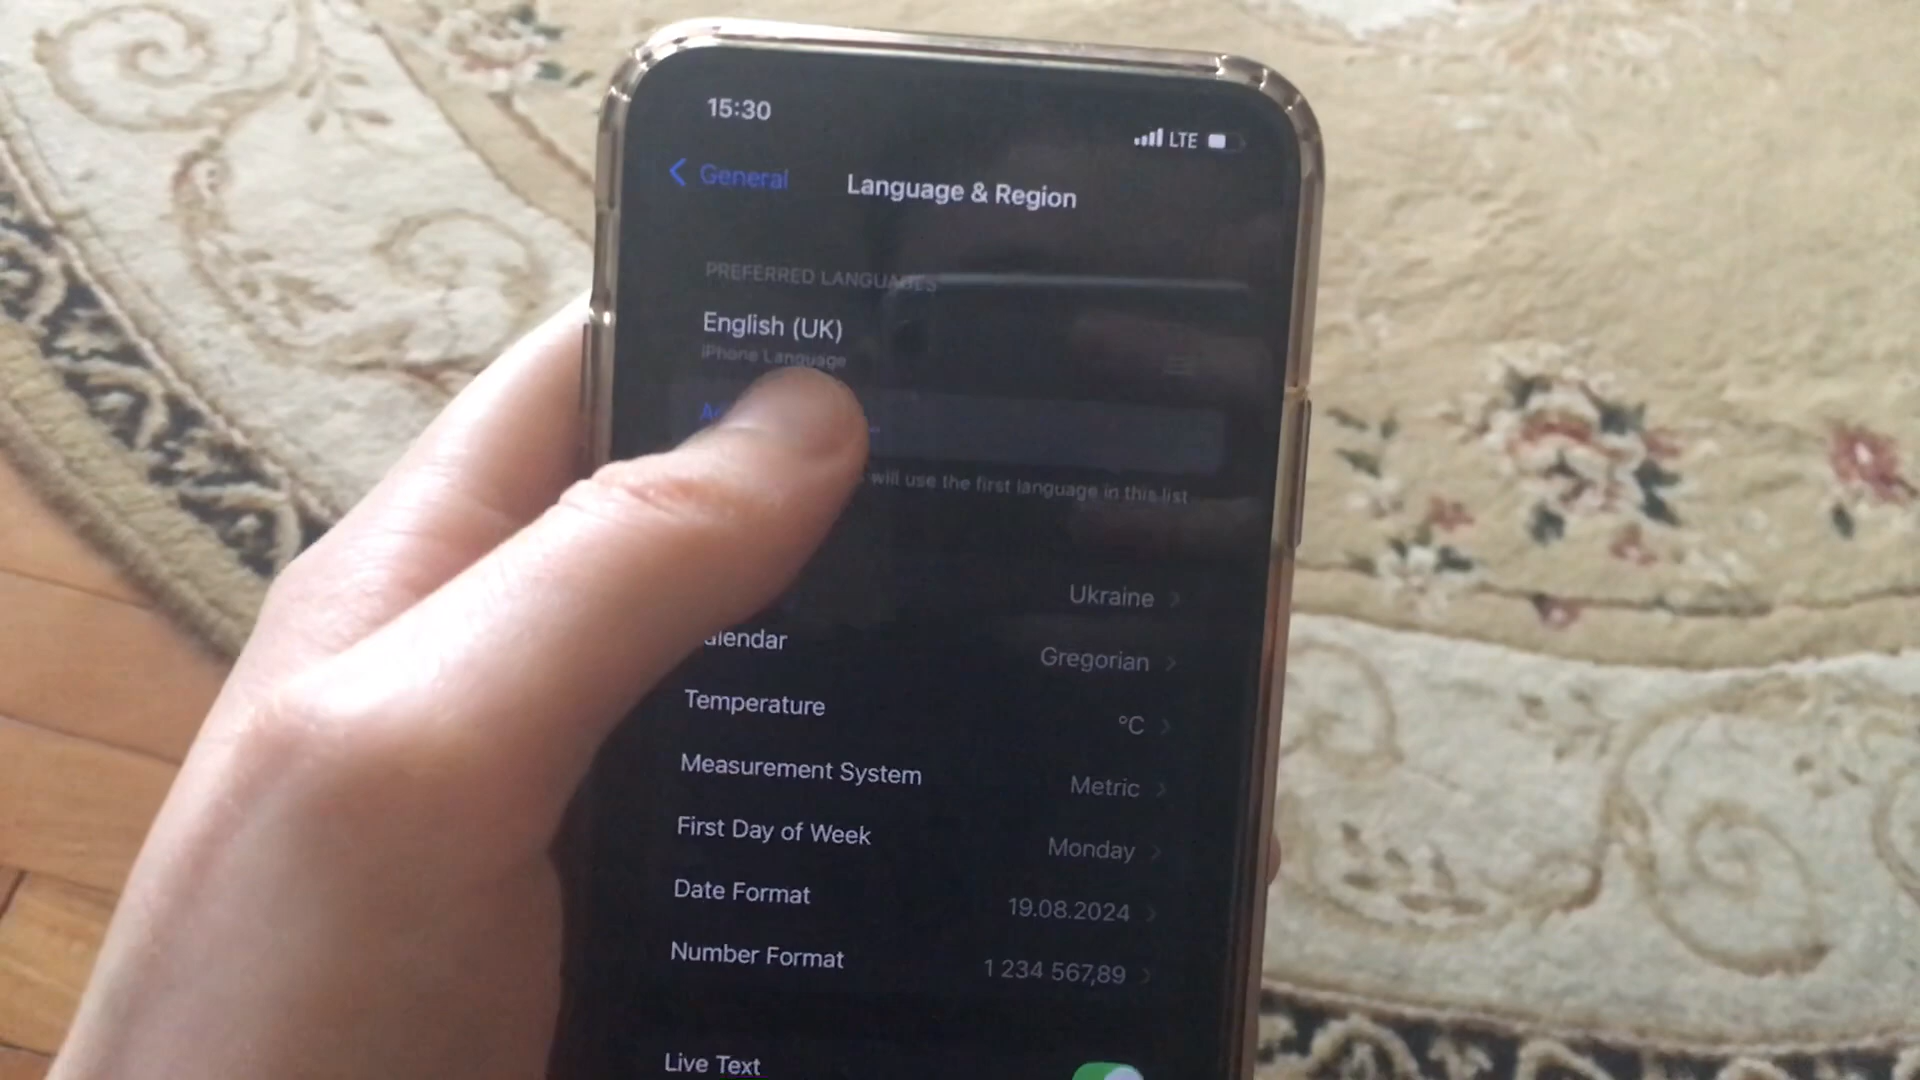 15:30
LTE
General
Language & Region
PREFERRED LANGUAGES
English (UK)
iPhone Language
will use the first language in this list
Ukraine
Gregorian
Temperature
°C
Measurement System
Metric
First Day of Week
Monday
Date Format
19.08.2024
Number Format
1 234 567,89
Live Text